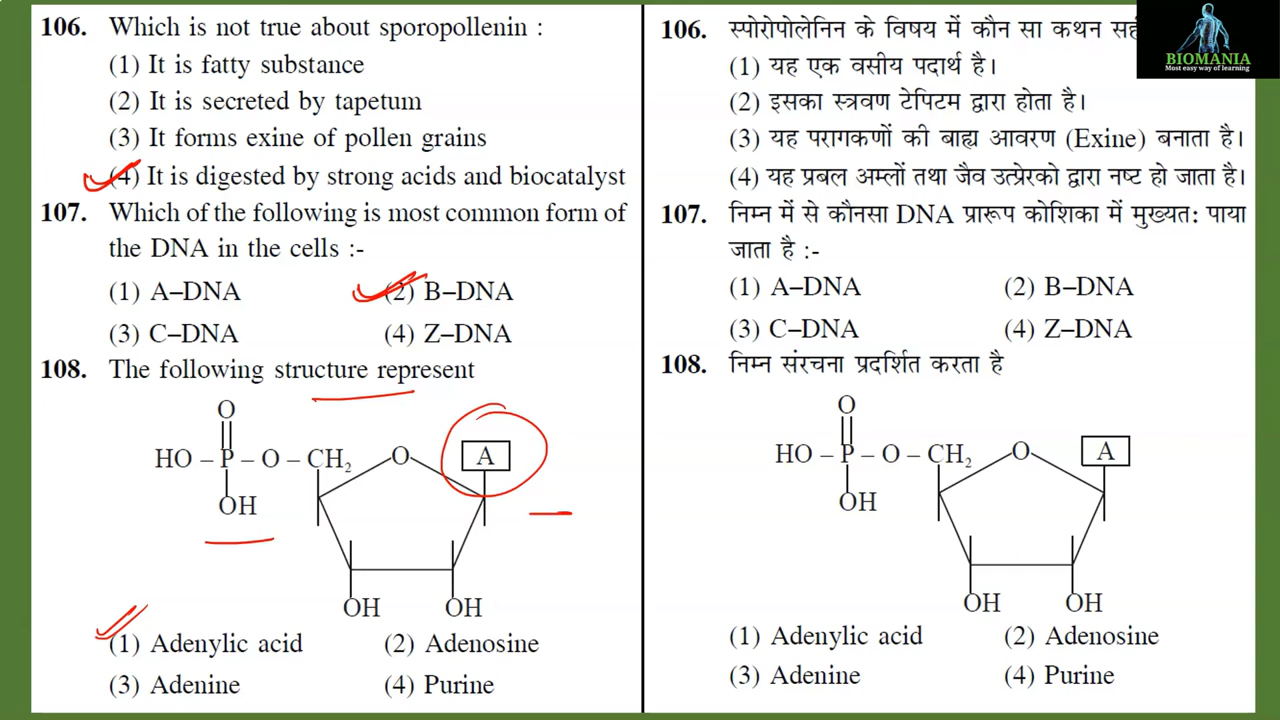 106. Which is not true about sporopollenin :
(1) It is fatty substance
(2) It is secreted by tapetum
(3) It forms exine of pollen grains
(4) It is digested by strong acids and biocatalyst
107. Which of the following is most common form of
the DNA in the cells :-
(1) A–DNA (2) B–DNA
(3) C–DNA (4) Z–DNA
108. The following structure represent
O
HO – P – O – CH₂ O A
OH
OH OH
(1) Adenylic acid (2) Adenosine
(3) Adenine (4) Purine
106. स्पोरोपोलेनिन के विषय में कौन सा कथन
(1) यह एक वसीय पदार्थ है।
(2) इसका स्त्रवण टेपिटम द्वारा होता है।
(3) यह परागकणों की बाह्य आवरण (Exine) बनाता है।
(4) यह प्रबल अम्लों तथा जैव उत्प्रेरको द्वारा नष्ट हो जाता है।
107. निम्न में से कौनसा DNA प्रारूप कोशिका में मुख्यत: पाया
जाता है :-
(1) A–DNA (2) B–DNA
(3) C–DNA (4) Z–DNA
108. निम्न संरचना प्रदर्शित करता है
O
HO – P – O – CH₂ O A
OH
OH OH
(1) Adenylic acid (2) Adenosine
(3) Adenine (4) Purine
BIOMANIA
Most easy way of learning